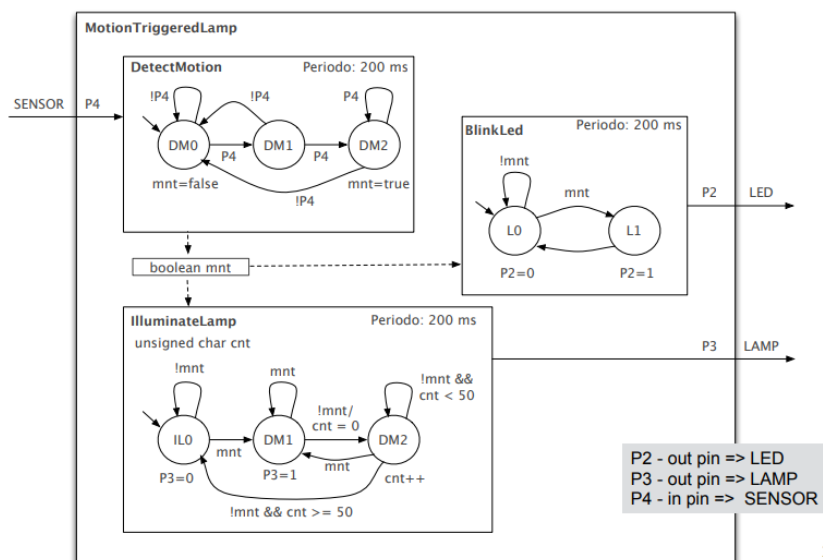 MotionTriggeredLamp
SENSOR P4
DetectMotion Periodo: 200 ms
!P4 !P4 P4
DM0 DM1 DM2
P4 P4
mnt=false mnt=true
!P4
boolean mnt
BlinkLed Periodo: 200 ms
!mnt
mnt
L0 L1
P2=0 P2=1
P2 LED
IlluminateLamp Periodo: 200 ms
unsigned char cnt
!mnt mnt !mnt &&
cnt < 50
!mnt/
cnt = 0
IL0 DM1 DM2
mnt mnt
P3=0 P3=1 cnt++
!mnt && cnt >= 50
P3 LAMP
P2 - out pin => LED
P3 - out pin => LAMP
P4 - in pin => SENSOR